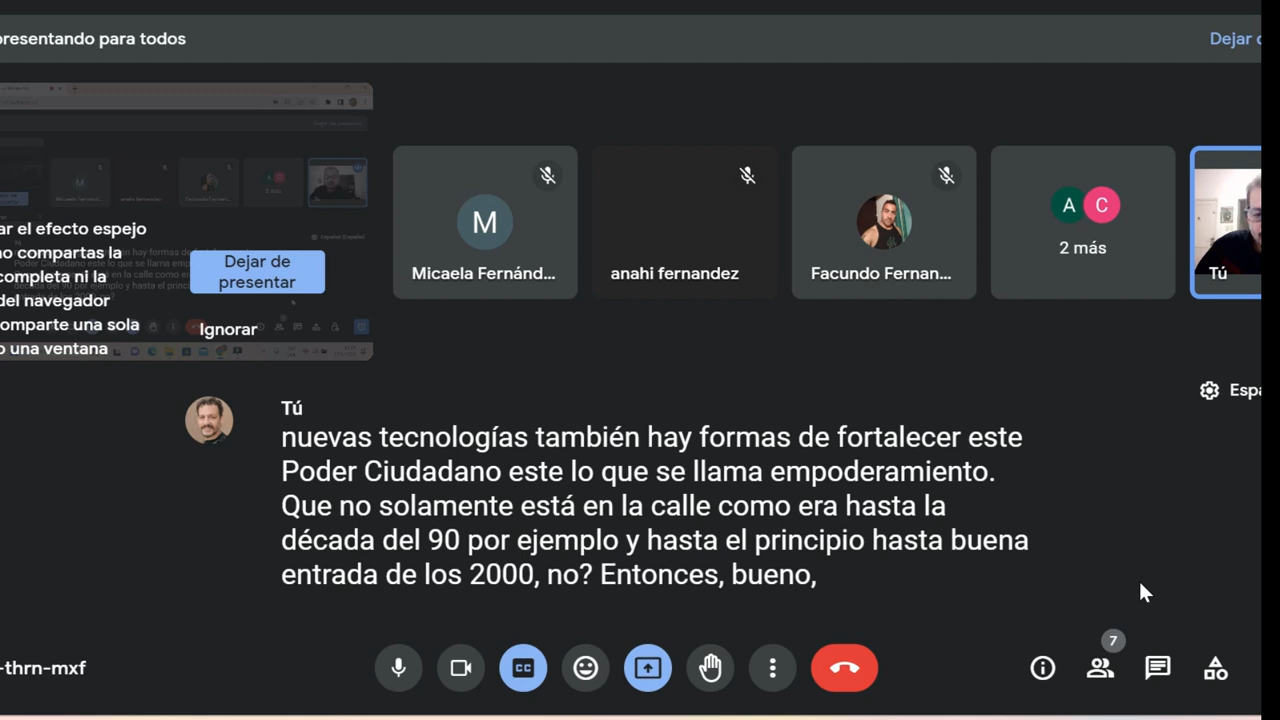 presentando para todos
Dejar
ar el efecto espejo
no compartas la
completa ni la
del navegador
omparte una sola
o una ventana
Dejar de
presentar
Ignorar
M
Micaela Fernánd...
anahi fernandez
Facundo Fernan...
A C
2 más
Tú
Espa
Tú
nuevas tecnologías también hay formas de fortalecer este
Poder Ciudadano este lo que se llama empoderamiento.
Que no solamente está en la calle como era hasta la
década del 90 por ejemplo y hasta el principio hasta buena
entrada de los 2000, no? Entonces, bueno,
-thrn-mxf
CC
7